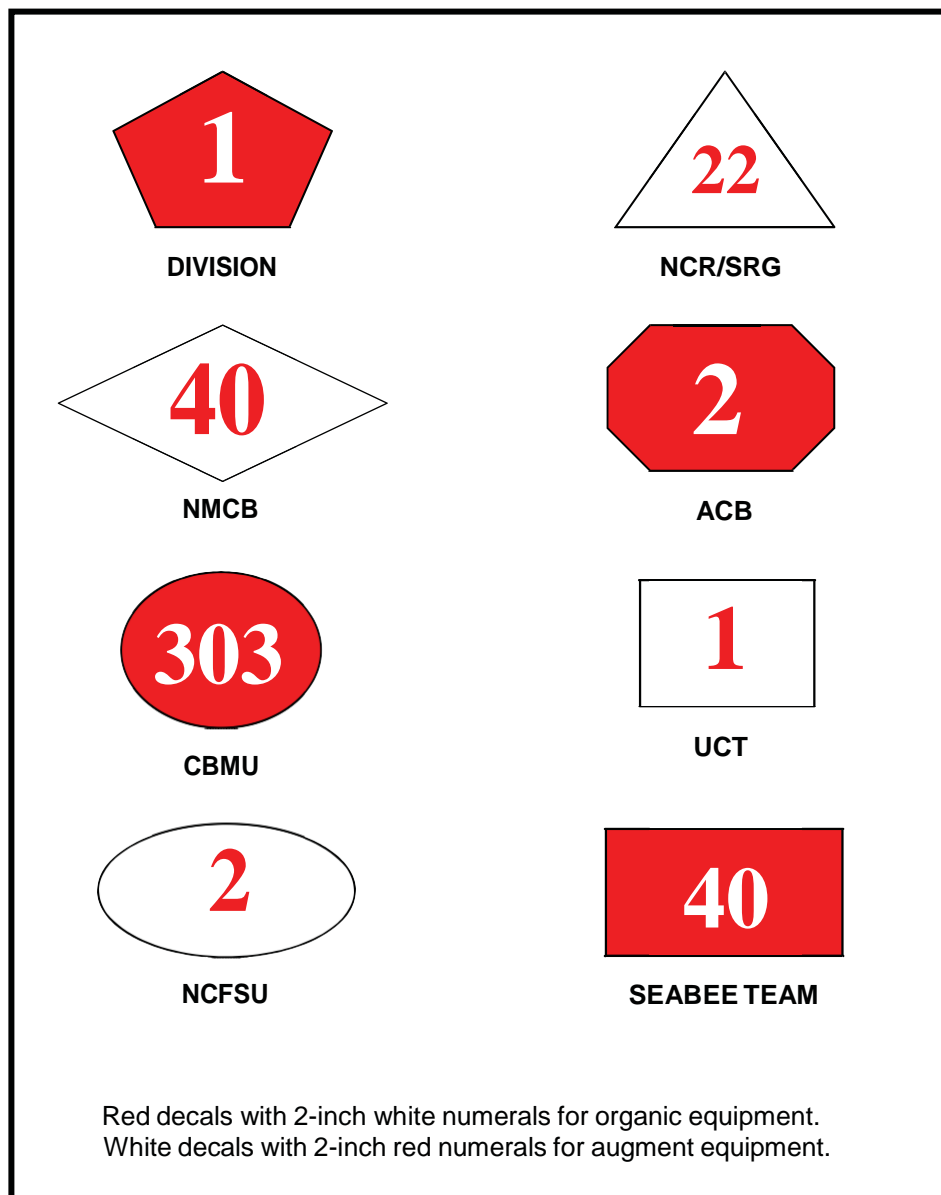 1
22
DIVISION
NCR/SRG
40
2
NMCB
ACB
303
1
CBMU
UCT
2
40
NCFSU
SEABEE TEAM
Red decals with 2-inch white numerals for organic equipment.
White decals with 2-inch red numerals for augment equipment.